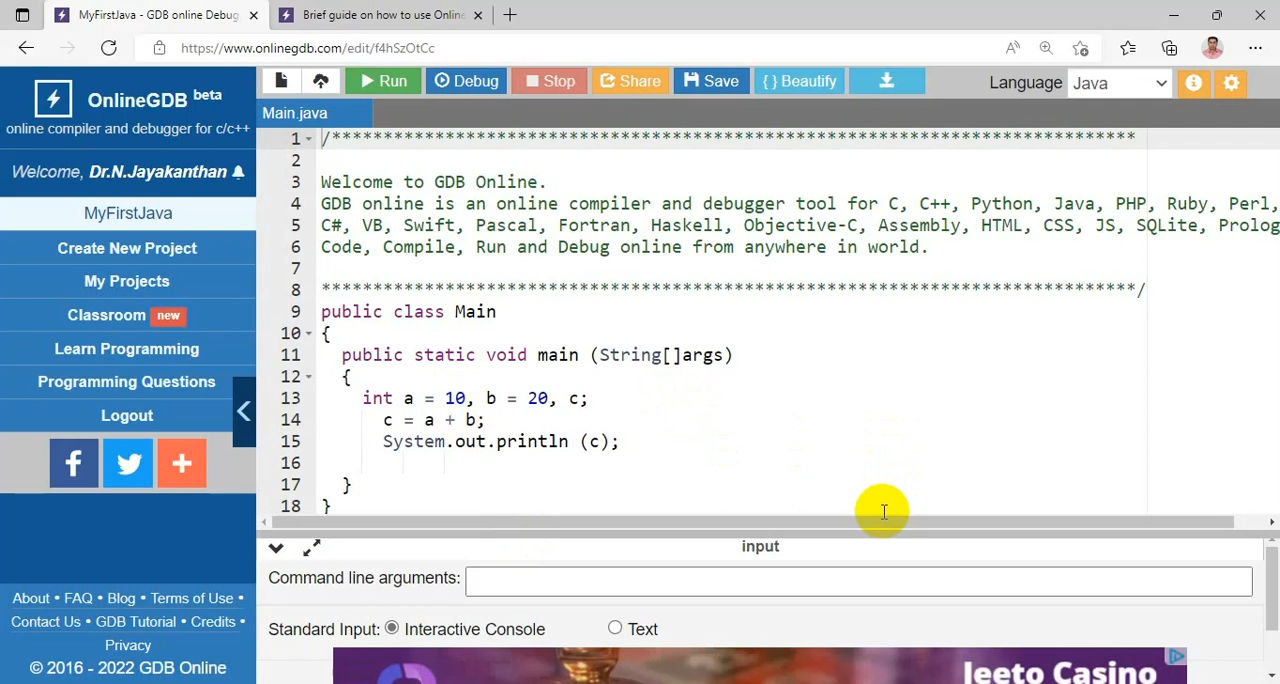 MyFirstJava - GDB online Debug
Brief guide on how to use Online
https://www.onlinegdb.com/edit/f4hSzOtCc
OnlineGDB beta
online compiler and debugger for c/c++
Welcome, Dr.N.Jayakanthan
MyFirstJava
Create New Project
My Projects
Classroom new
Learn Programming
Programming Questions
Logout
About • FAQ • Blog • Terms of Use •
Contact Us • GDB Tutorial • Credits •
Privacy
© 2016 - 2022 GDB Online
Run Debug Stop Share Save { } Beautify Language Java
Main.java
1 /******************************************************************************
2
3 Welcome to GDB Online.
4 GDB online is an online compiler and debugger tool for C, C++, Python, Java, PHP, Ruby, Perl,
5 C#, VB, Swift, Pascal, Fortran, Haskell, Objective-C, Assembly, HTML, CSS, JS, SQLite, Prolog
6 Code, Compile, Run and Debug online from anywhere in world.
7
8 *******************************************************************************/
9 public class Main
10 {
11 public static void main (String[]args)
12 {
13 int a = 10, b = 20, c;
14 c = a + b;
15 System.out.println (c);
16
17 }
18 }
input
Command line arguments:
Standard Input: Interactive Console Text
leeto Casino